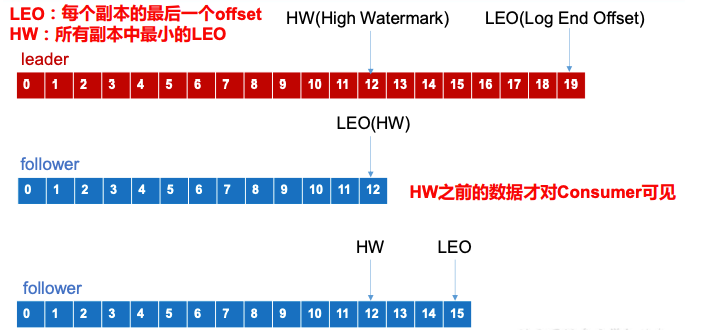 LEO：每个副本的最后一个offset
HW：所有副本中最小的LEO
HW(High Watermark)
LEO(Log End Offset)
leader
0 1 2 3 4 5 6 7 8 9 10 11 12 13 14 15 16 17 18 19
LEO(HW)
follower
0 1 2 3 4 5 6 7 8 9 10 11 12
HW之前的数据才对Consumer可见
HW
LEO
follower
0 1 2 3 4 5 6 7 8 9 10 11 12 13 14 15